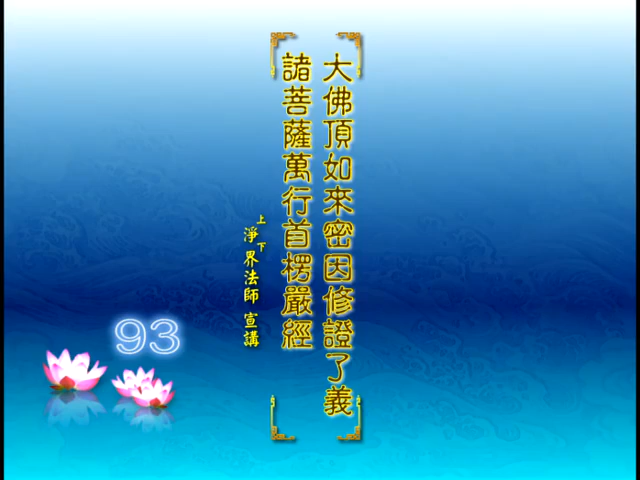 大佛頂如來密因修證了義
諸菩薩萬行首楞嚴經
上淨下界法師 宣講
93